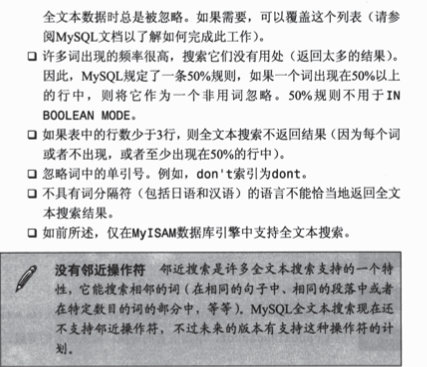 全文本数据时总是被忽略。如果需要，可以覆盖这个列表（请参
阅MySQL文档以了解如何完成此工作）。
❑ 许多词出现的频率很高，搜索它们没有用处（返回太多的结果）。
因此，MySQL规定了一条50%规则，如果一个词出现在50%以上
的行中，则将它作为一个非用词忽略。50%规则不用于IN
BOOLEAN MODE。
❑ 如果表中的行数少于3行，则全文本搜索不返回结果（因为每个词
或者不出现，或者至少出现在50%的行中）。
❑ 忽略词中的单引号。例如，don't索引为dont。
❑ 不具有词分隔符（包括日语和汉语）的语言不能恰当地返回全文
本搜索结果。
❑ 如前所述，仅在MyISAM数据库引擎中支持全文本搜索。
没有邻近操作符 邻近搜索是许多全文本搜索支持的一个特
性，它能搜索相邻的词（在相同的句子中、相同的段落中或者
在特定数目的词的部分中，等等）。MySQL全文本搜索现在还
不支持邻近操作符，不过未来的版本有支持这种操作符的计
划。